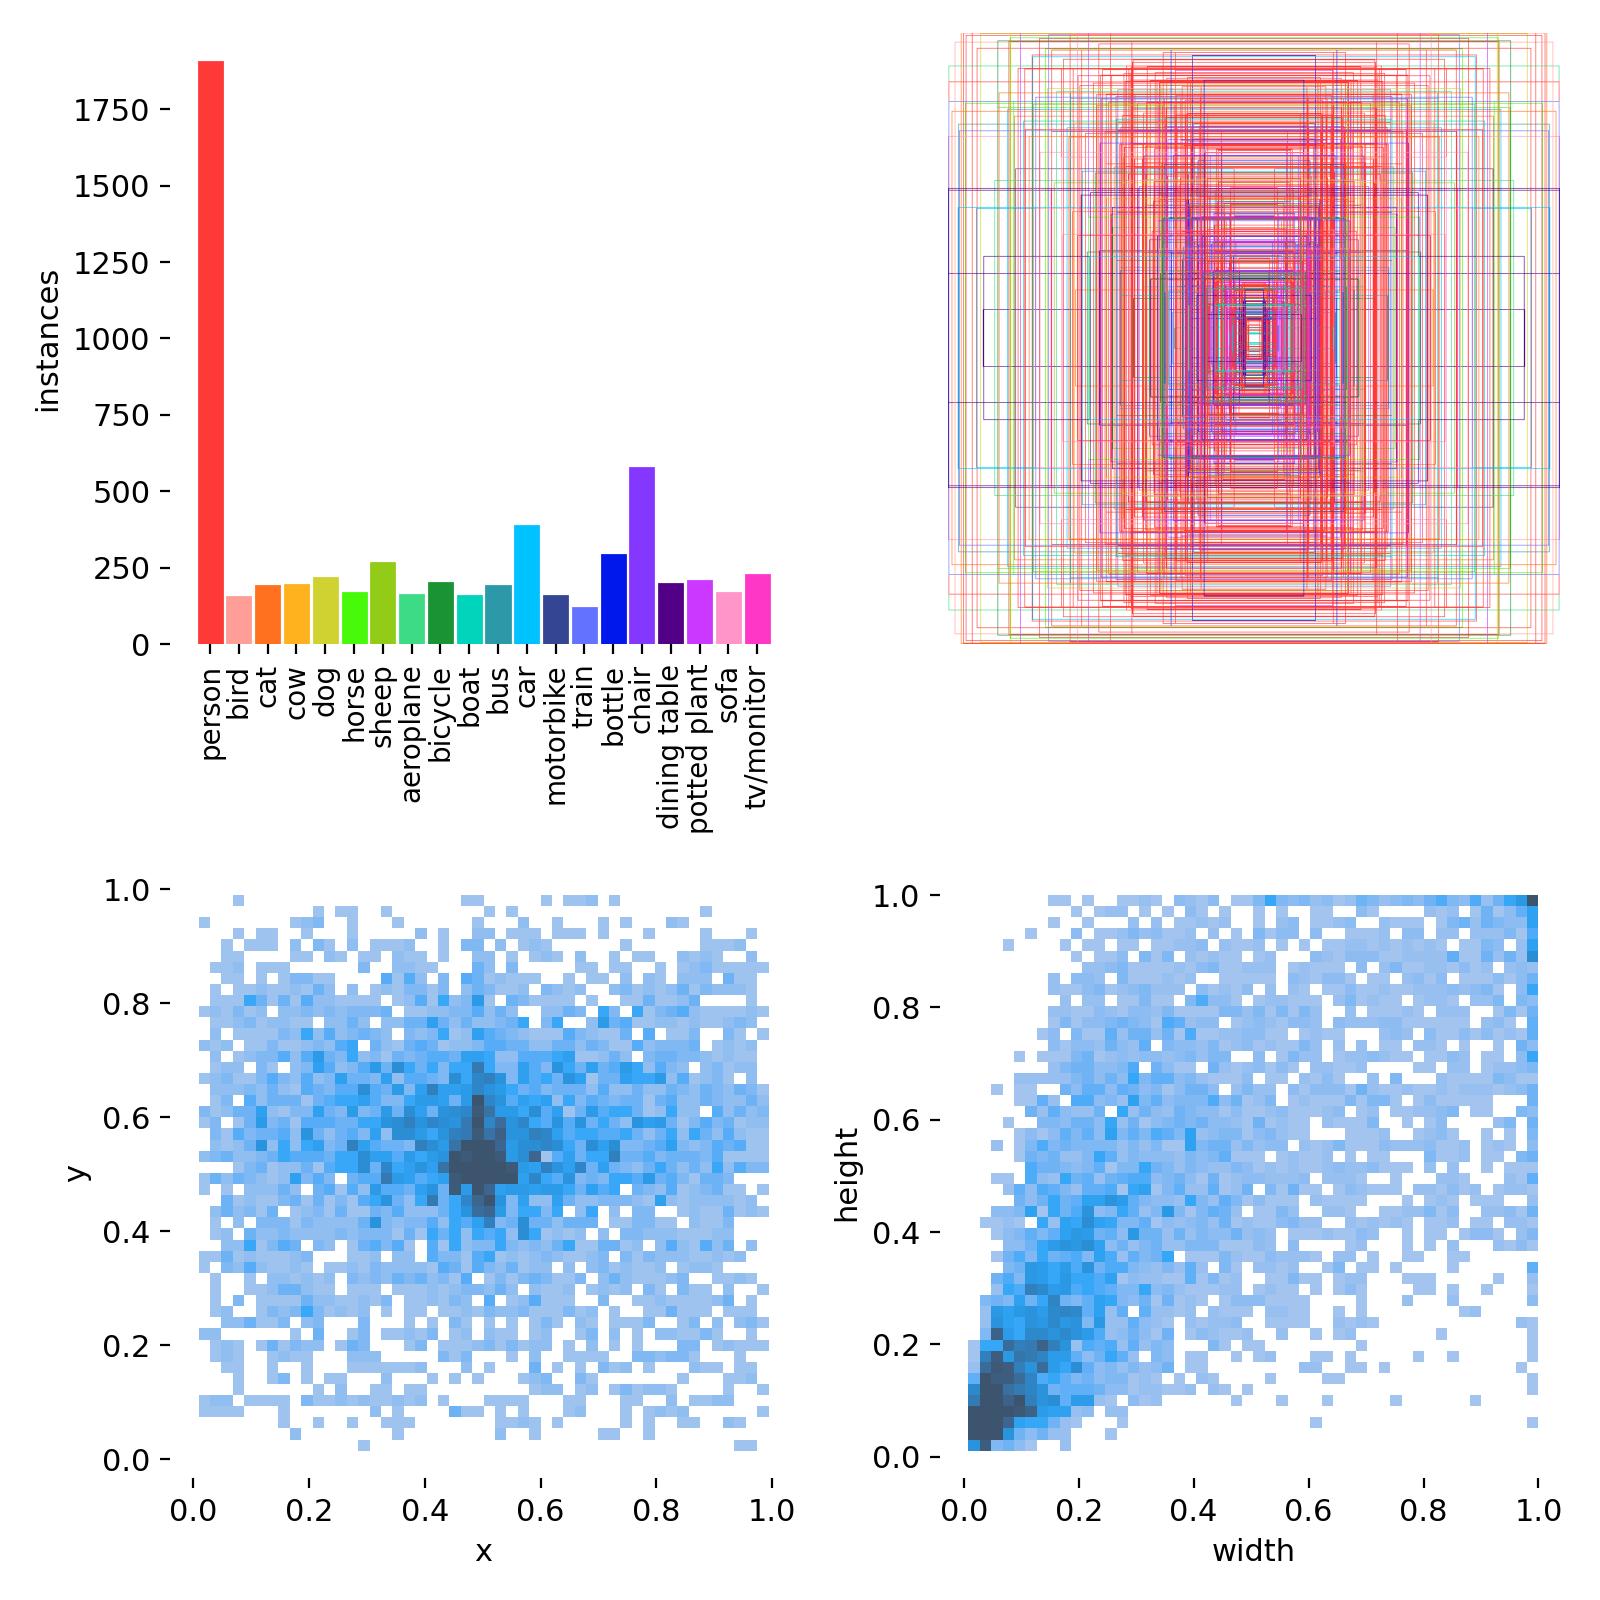 instances
1750
1500
1250
1000
750
500
250
0
person
bird
cat
cow
dog
horse
sheep
aeroplane
bicycle
boat
bus
car
motorbike
train
bottle
chair
dining table
potted plant
sofa
tv/monitor
y
1.0
0.8
0.6
0.4
0.2
0.0
0.0 0.2 0.4 0.6 0.8 1.0
x
height
1.0
0.8
0.6
0.4
0.2
0.0
0.0 0.2 0.4 0.6 0.8 1.0
width